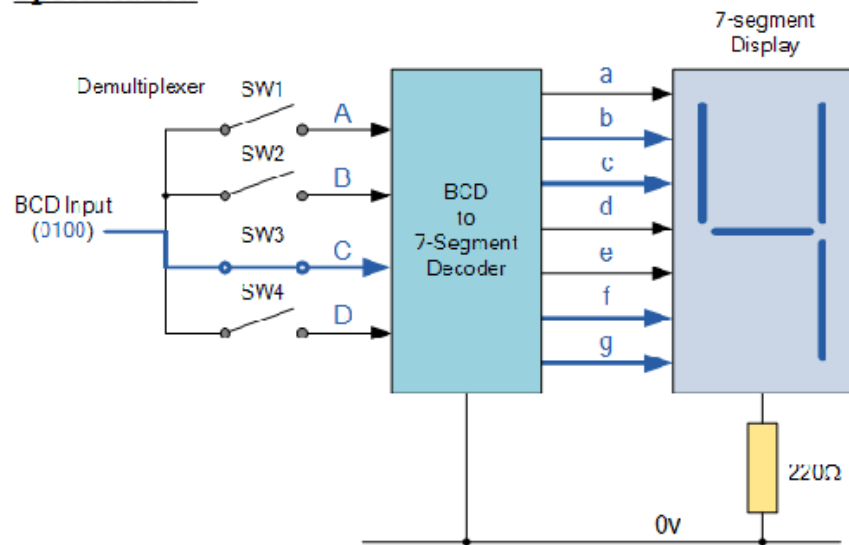 7-segment
Display
Demultiplexer
SW1
A
SW2
B
BCD Input
(0100)
SW3
C
SW4
D
BCD
to
7-Segment
Decoder
a
b
c
d
e
f
g
220Ω
0v